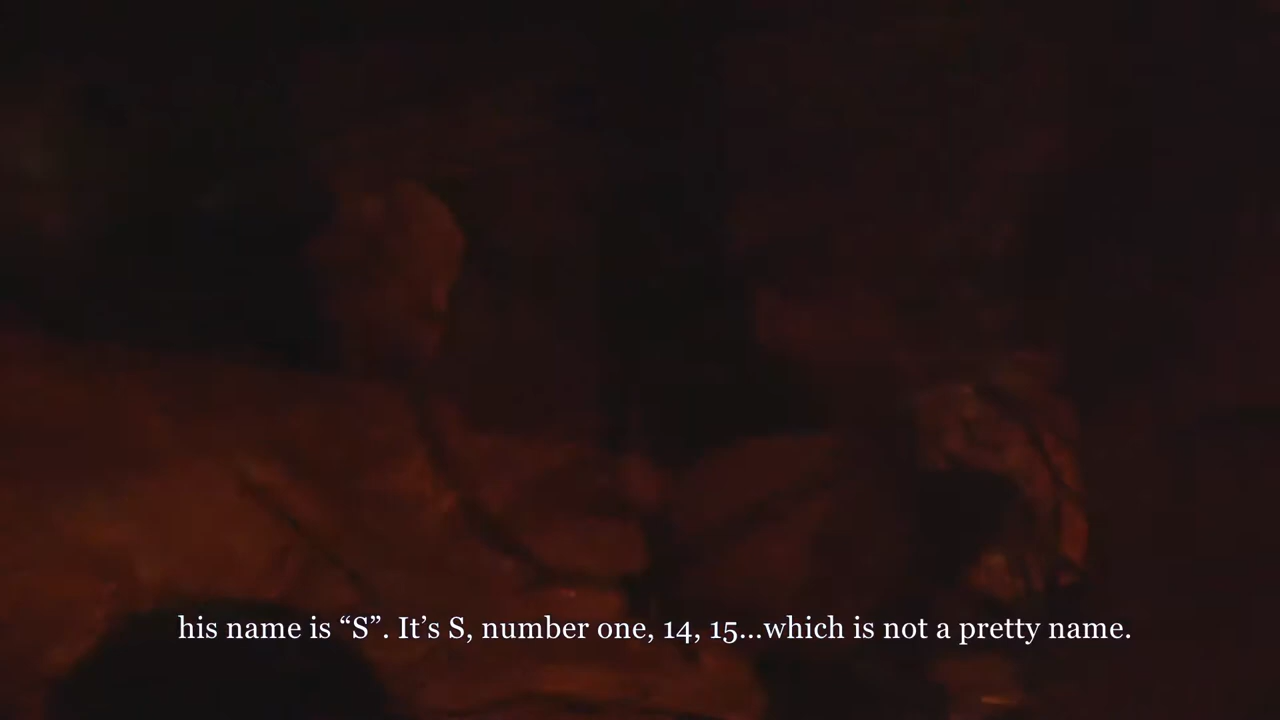 his name is “S”. It’s S, number one, 14, 15...which is not a pretty name.